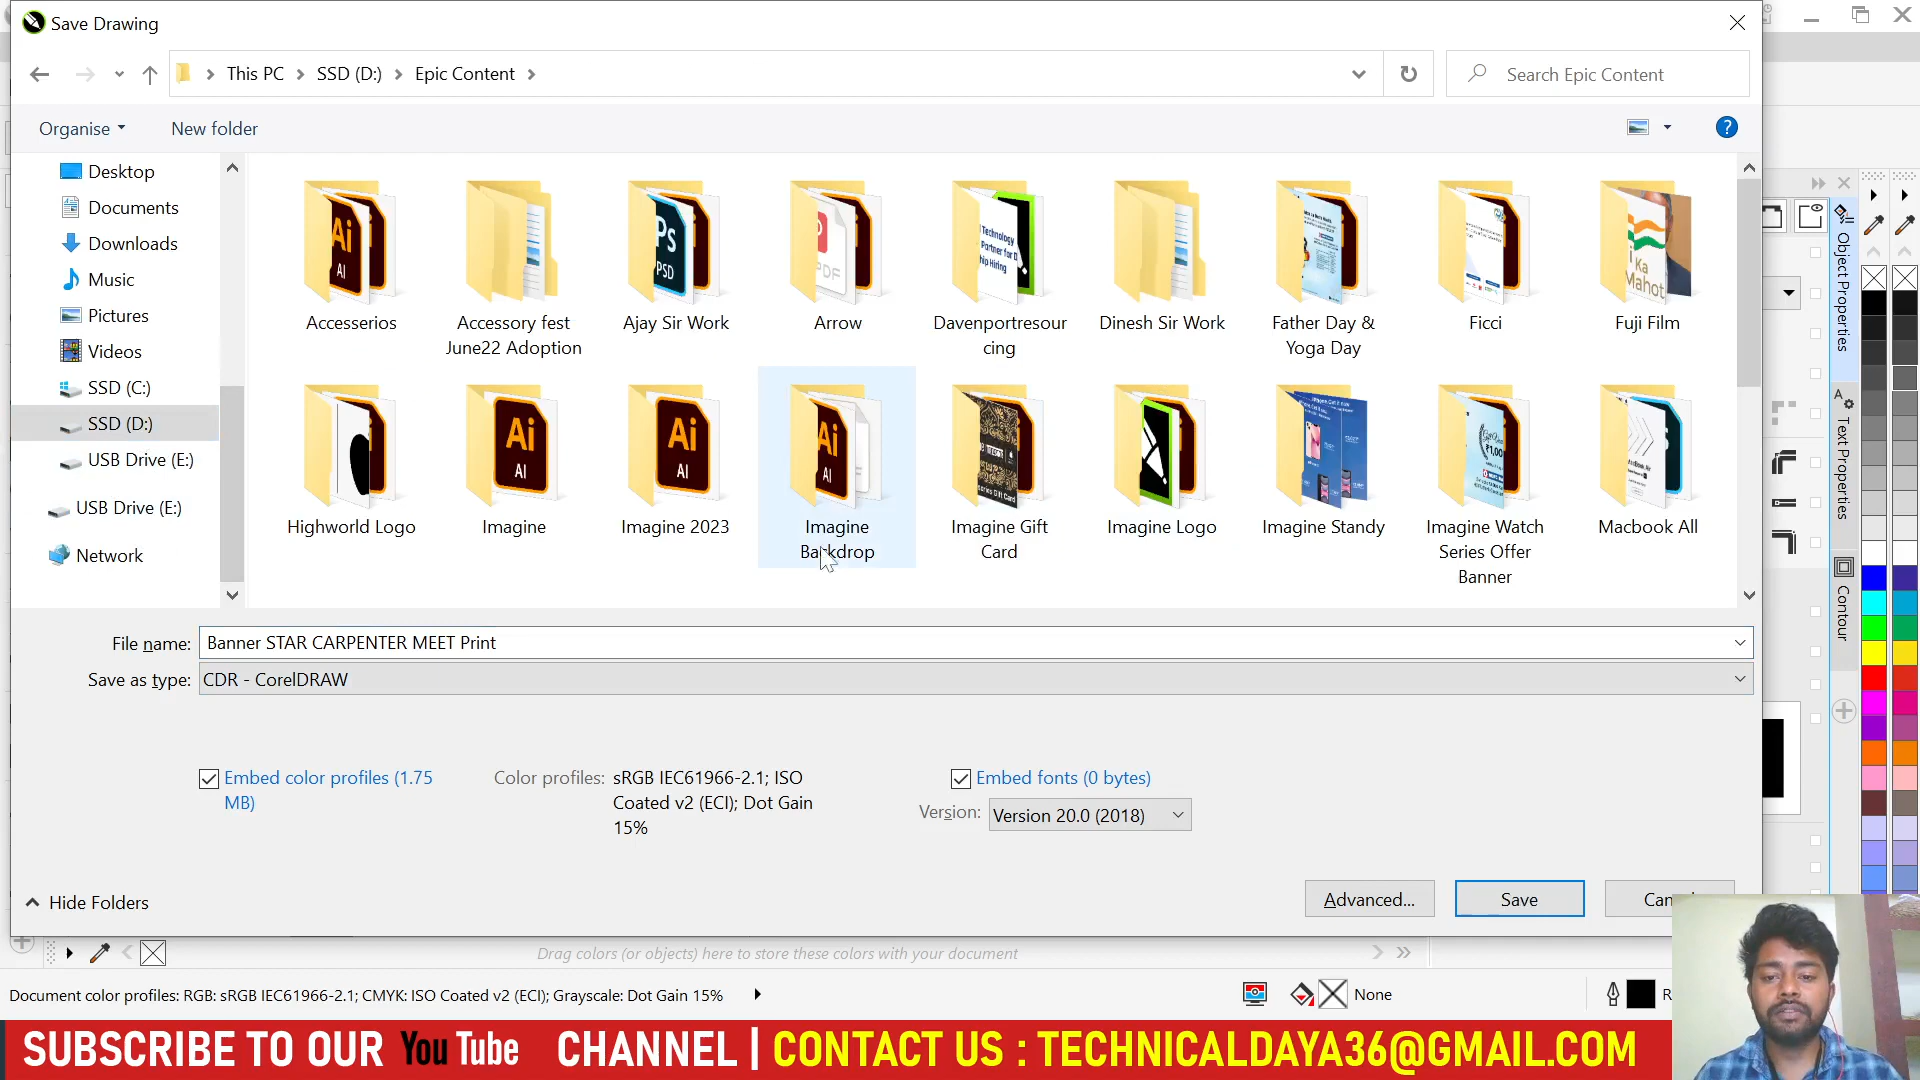 Save Drawing
This PC
SSD (D:)
Epic Content
Search Epic Content
Organise
New folder
?
Desktop
Documents
Downloads
Music
Pictures
Videos
SSD (C:)
SSD (D:)
USB Drive (E:)
USB Drive (E:)
Network
Accesserios
Accessory fest
June22 Adoption
Ajay Sir Work
Arrow
Davenportresour
cing
Dinesh Sir Work
Father Day &
Yoga Day
Ficci
Fuji Film
Highworld Logo
Imagine
Imagine 2023
Imagine
Backdrop
Imagine Gift
Card
Imagine Logo
Imagine Standy
Imagine Watch
Series Offer
Banner
Macbook All
File name:
Banner STAR CARPENTER MEET Print
Save as type:
CDR - CorelDRAW
Embed color profiles (1.75
MB)
Color profiles:
sRGB IEC61966-2.1; ISO
Coated v2 (ECI); Dot Gain
15%
Embed fonts (0 bytes)
Version:
Version 20.0 (2018)
Hide Folders
Advanced...
Save
Object Properties
Text Properties
Contour
Drag colors (or objects) here to store these colors with your document
Document color profiles: RGB: sRGB IEC61966-2.1; CMYK: ISO Coated v2 (ECI); Grayscale: Dot Gain 15%
None
SUBSCRIBE TO OUR YouTube CHANNEL | CONTACT US : TECHNICALDAYA36@GMAIL.COM